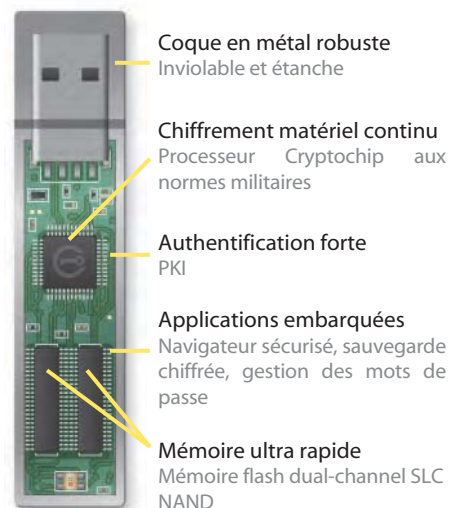 Coque en métal robuste
Inviolable et étanche
Chiffrement matériel continu
Processeur Cryptochip aux
normes militaires
Authentification forte
PKI
Applications embarquées
Navigateur sécurisé, sauvegarde
chiffrée, gestion des mots de
passe
Mémoire ultra rapide
Mémoire flash dual-channel SLC
NAND